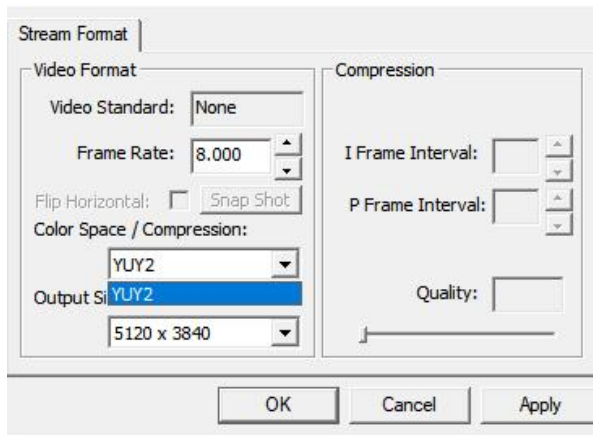 Stream Format
Video Format
Video Standard: None
Frame Rate: 8.000
Flip Horizontal: Snap Shot
Color Space / Compression:
YUY2
YUY2
Output Si
5120 x 3840
Compression
I Frame Interval:
P Frame Interval:
Quality:
OK Cancel Apply